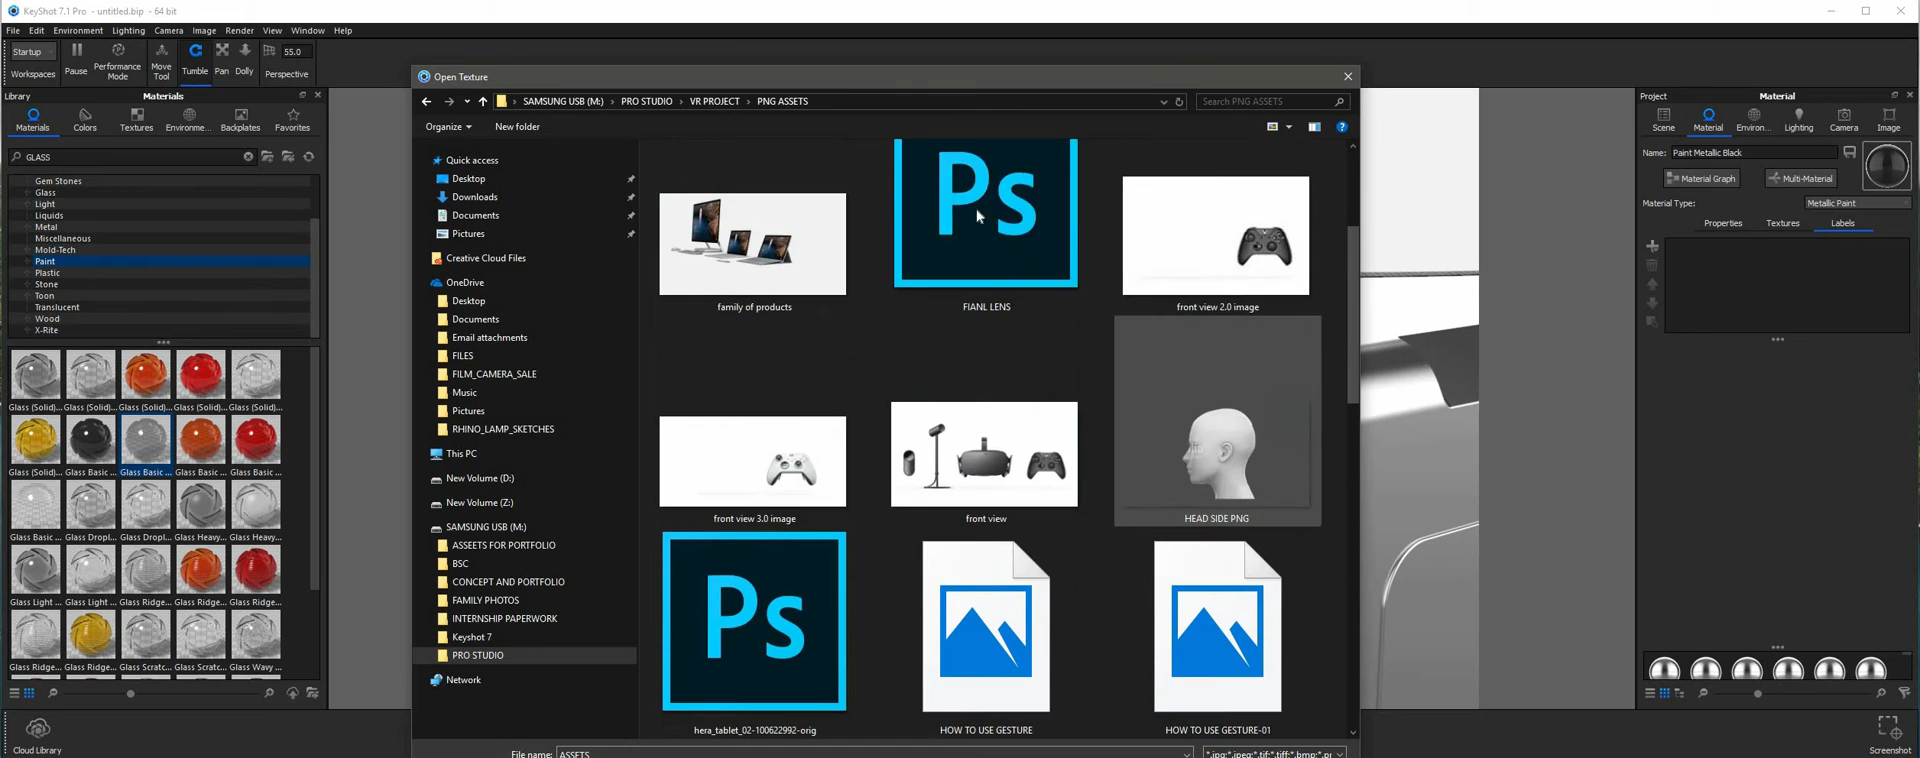 KeyShot 7.1 Pro - untitled.bip - 64 bit
File Edit Environment Lighting Camera Image Render View Window Help
Startup
Workspaces
Pause
Performance
Mode
Move
Tool
Tumble
Pan
Dolly
55.0
Perspective
Library
Materials
Materials Colors Textures Environme... Backplates Favorites
GLASS
Gem Stones
Glass
Light
Liquids
Metal
Miscellaneous
Mold-Tech
Paint
Plastic
Stone
Toon
Translucent
Wood
X-Rite
Glass (Solid)... Glass (Solid)... Glass (Solid)... Glass (Solid)... Glass (Solid)...
Glass (Solid)... Glass Basic ... Glass Basic ... Glass Basic ... Glass Basic ...
Glass Basic ... Glass Dropl... Glass Dropl... Glass Heavy... Glass Heavy...
Glass Light ... Glass Light ... Glass Ridge... Glass Ridge... Glass Ridge...
Glass Ridge... Glass Ridge... Glass Scratc... Glass Scratc... Glass Wavy ...
Cloud Library
Open Texture
SAMSUNG USB (M:) PRO STUDIO VR PROJECT PNG ASSETS
Search PNG ASSETS
Organize New folder
Quick access
Desktop
Downloads
Documents
Pictures
Creative Cloud Files
OneDrive
Desktop
Documents
Email attachments
FILES
FILM_CAMERA_SALE
Music
Pictures
RHINO_LAMP_SKETCHES
This PC
New Volume (D:)
New Volume (Z:)
SAMSUNG USB (M:)
ASSEETS FOR PORTFOLIO
BSC
CONCEPT AND PORTFOLIO
FAMILY PHOTOS
INTERNSHIP PAPERWORK
Keyshot 7
PRO STUDIO
Network
Ps
family of products
FIANL LENS
front view 2.0 image
front view 3.0 image
front view
HEAD SIDE PNG
Ps
hera_tablet_02-100622992-orig
HOW TO USE GESTURE
HOW TO USE GESTURE-01
File name: ASSETS
*.jpg;*.jpeg;*.tif;*.tiff;*.bmp;*.p
Project
Material
Scene Material Environ... Lighting Camera Image
Name: Paint Metallic Black
Material Graph
Multi-Material
Material Type: Metallic Paint
Properties Textures Labels
Screenshot